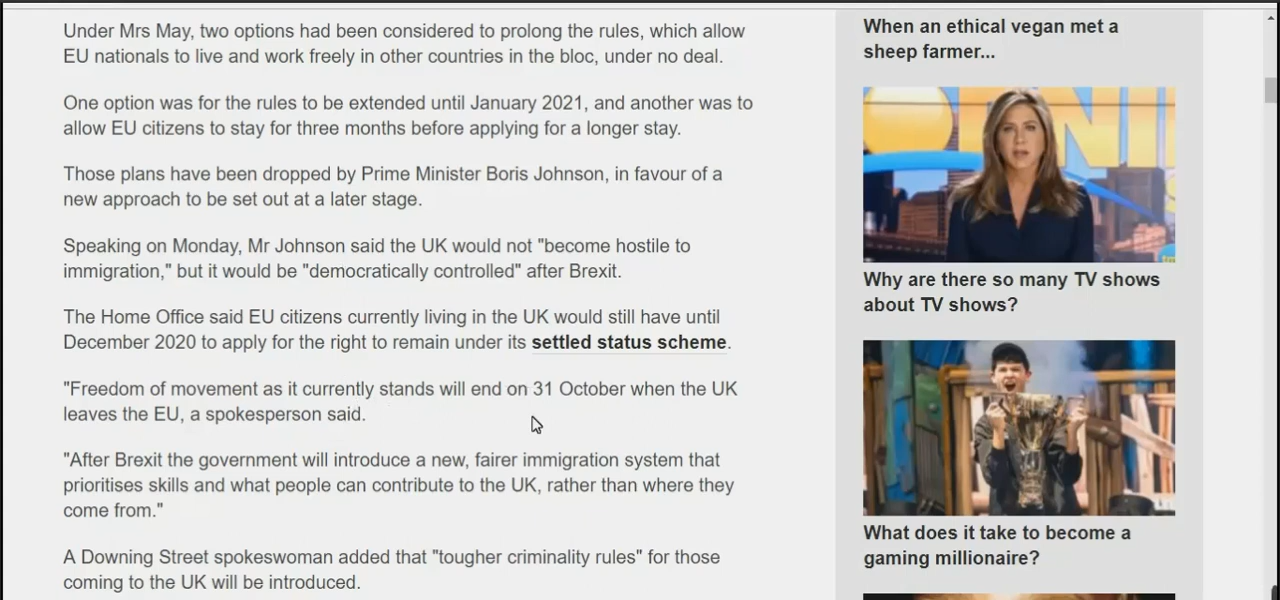 Under Mrs May, two options had been considered to prolong the rules, which allow
EU nationals to live and work freely in other countries in the bloc, under no deal.
One option was for the rules to be extended until January 2021, and another was to
allow EU citizens to stay for three months before applying for a longer stay.
Those plans have been dropped by Prime Minister Boris Johnson, in favour of a
new approach to be set out at a later stage.
Speaking on Monday, Mr Johnson said the UK would not "become hostile to
immigration," but it would be "democratically controlled" after Brexit.
The Home Office said EU citizens currently living in the UK would still have until
December 2020 to apply for the right to remain under its settled status scheme.
"Freedom of movement as it currently stands will end on 31 October when the UK
leaves the EU, a spokesperson said.
"After Brexit the government will introduce a new, fairer immigration system that
prioritises skills and what people can contribute to the UK, rather than where they
come from."
A Downing Street spokeswoman added that "tougher criminality rules" for those
coming to the UK will be introduced.
When an ethical vegan met a
sheep farmer...
Why are there so many TV shows
about TV shows?
What does it take to become a
gaming millionaire?